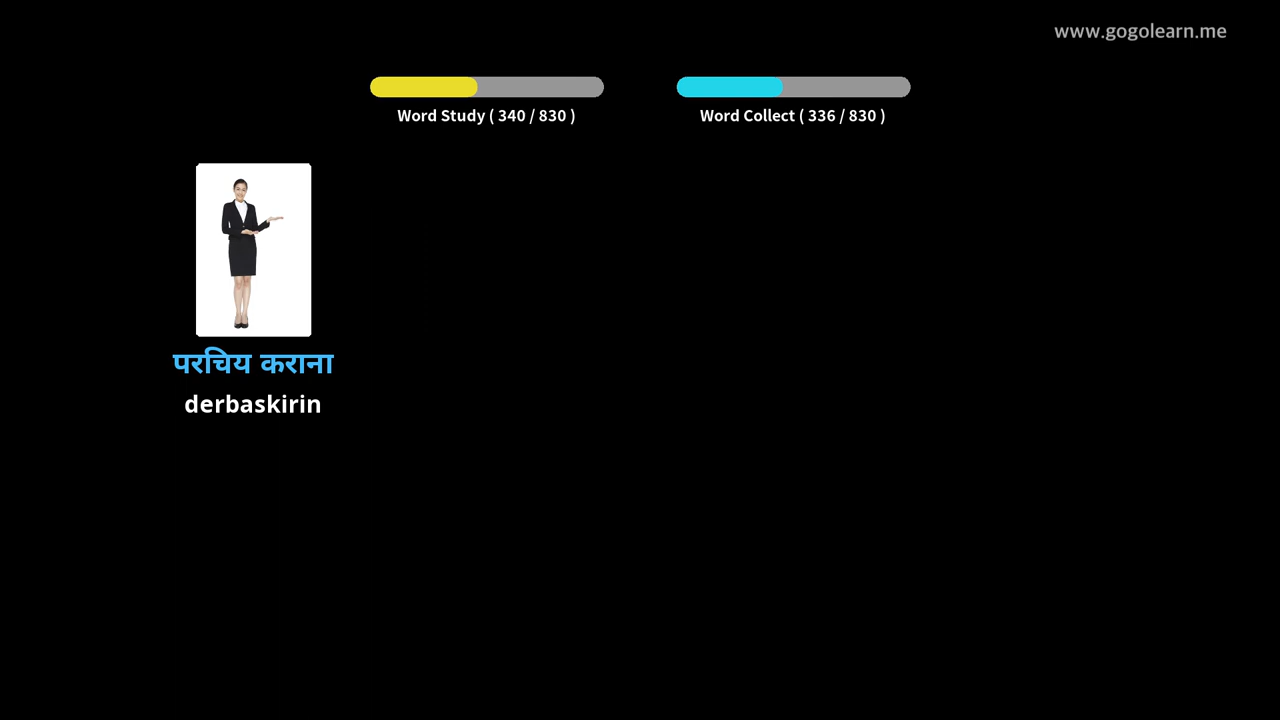 www.gogolearn.me
Word Study ( 340 / 830 )
Word Collect ( 336 / 830 )
परिचय कराना
derbaskirin